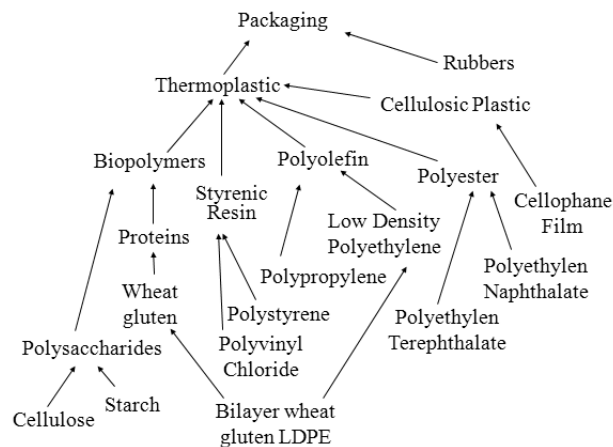 Packaging
Rubbers
Thermoplastic
Cellulosic Plastic
Biopolymers
Polyolefin
Polyester
Styrenic
Resin
Cellophane
Film
Low Density
Polyethylene
Proteins
Polypropylene
Polyethylen
Naphthalate
Wheat
gluten
Polystyrene
Polyethylen
Terephthalate
Polysaccharides
Polyvinyl
Chloride
Cellulose
Starch
Bilayer wheat
gluten LDPE